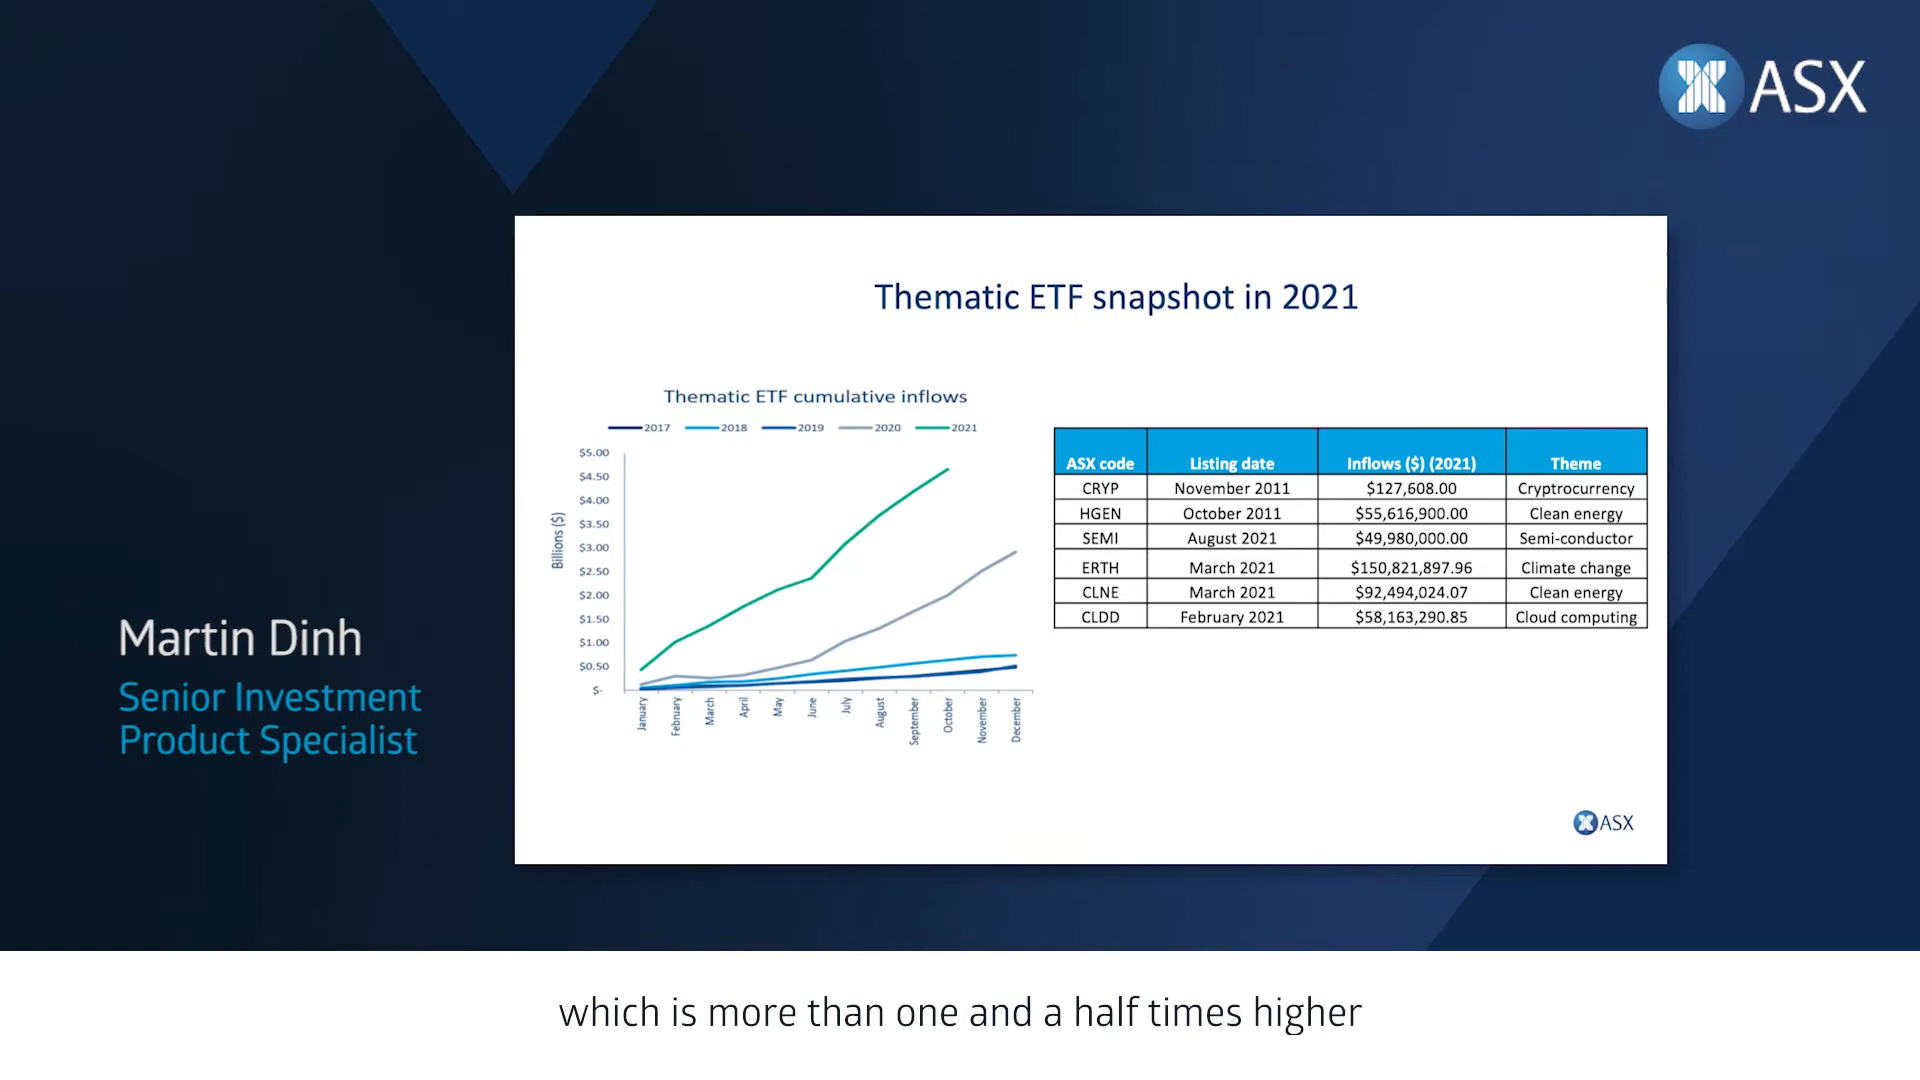 ASX
Thematic ETF snapshot in 2021
Thematic ETF cumulative inflows
2017 2018 2019 2020 2021
Billions ($)
$5.00
$4.50
$4.00
$3.50
$3.00
$2.50
$2.00
$1.50
$1.00
$0.50
$-
January February March April May June July August September October November December
ASX code Listing date Inflows ($) (2021) Theme
CRYP November 2011 $127,608.00 Cryptocurrency
HGEN October 2011 $55,616,900.00 Clean energy
SEMI August 2021 $49,980,000.00 Semi-conductor
ERTH March 2021 $150,821,897.96 Climate change
CLNE March 2021 $92,494,024.07 Clean energy
CLDD February 2021 $58,163,290.85 Cloud computing
Martin Dinh
Senior Investment
Product Specialist
ASX
which is more than one and a half times higher